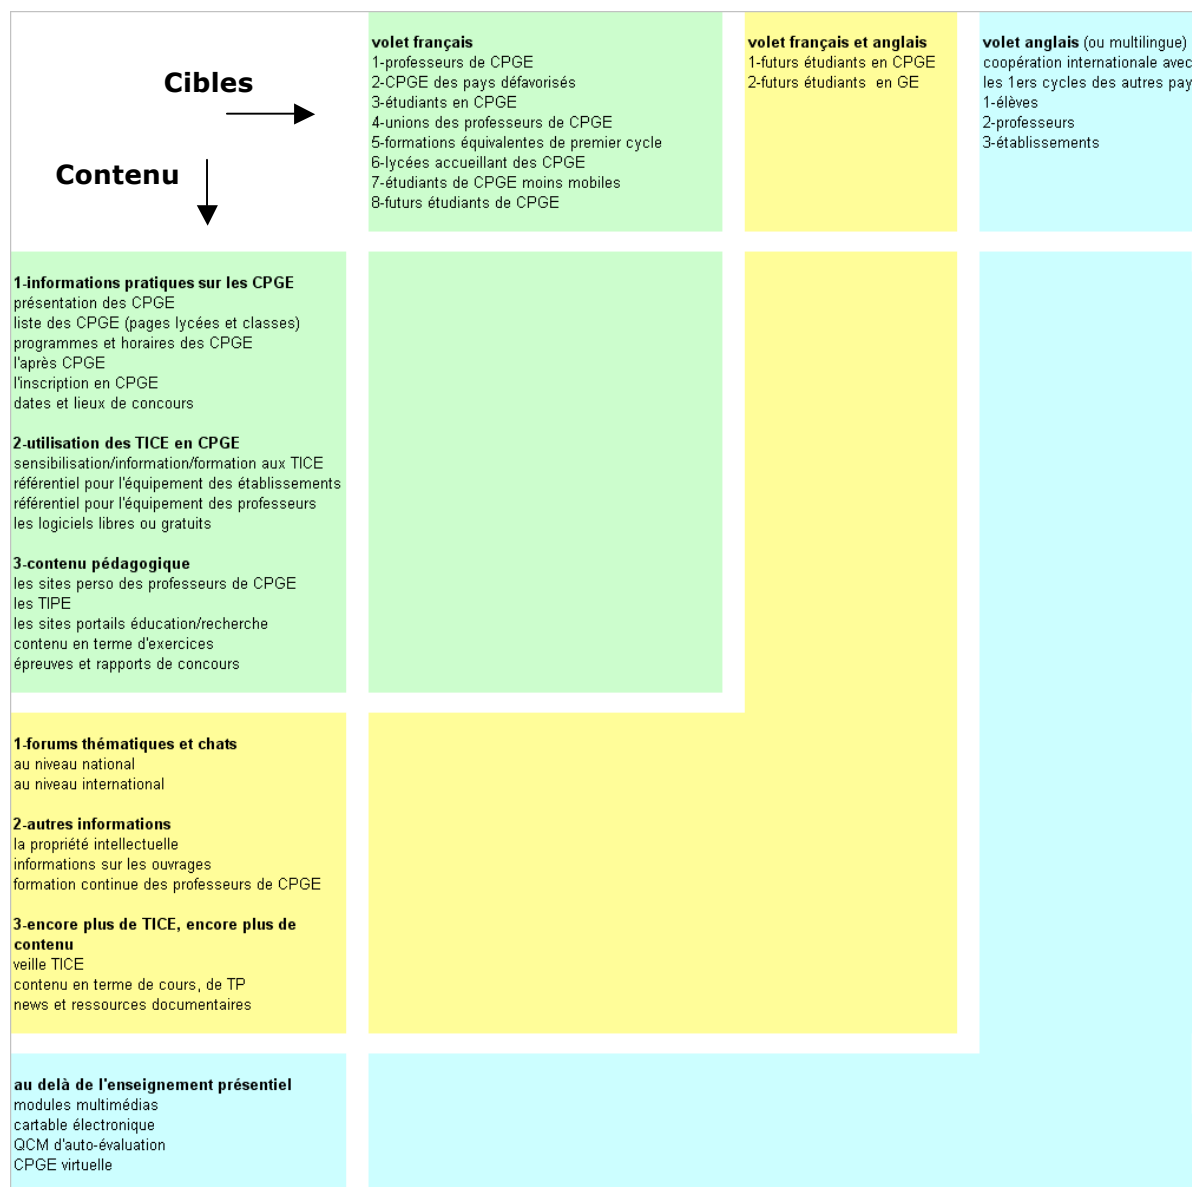 Cibles
Contenu
volet français
1-professeurs de CPGE
2-CPGE des pays défavorisés
3-étudiants en CPGE
4-unions des professeurs de CPGE
5-formations équivalentes de premier cycle
6-lycées accueillant des CPGE
7-étudiants de CPGE moins mobiles
8-futurs étudiants de CPGE
volet français et anglais
1-futurs étudiants en CPGE
2-futurs étudiants en GE
volet anglais (ou multilingue)
coopération internationale avec
les 1ers cycles des autres pay
1-élèves
2-professeurs
3-établissements
1-informations pratiques sur les CPGE
présentation des CPGE
liste des CPGE (pages lycées et classes)
programmes et horaires des CPGE
l'après CPGE
l'inscription en CPGE
dates et lieux de concours
2-utilisation des TICE en CPGE
sensibilisation/information/formation aux TICE
référentiel pour l'équipement des établissements
référentiel pour l'équipement des professeurs
les logiciels libres ou gratuits
3-contenu pédagogique
les sites perso des professeurs de CPGE
les TIPE
les sites portails éducation/recherche
contenu en terme d'exercices
épreuves et rapports de concours
1-forums thématiques et chats
au niveau national
au niveau international
2-autres informations
la propriété intellectuelle
informations sur les ouvrages
formation continue des professeurs de CPGE
3-encore plus de TICE, encore plus de
contenu
veille TICE
contenu en terme de cours, de TP
news et ressources documentaires
au delà de l'enseignement présentiel
modules multimédias
cartable électronique
QCM d'auto-évaluation
CPGE virtuelle